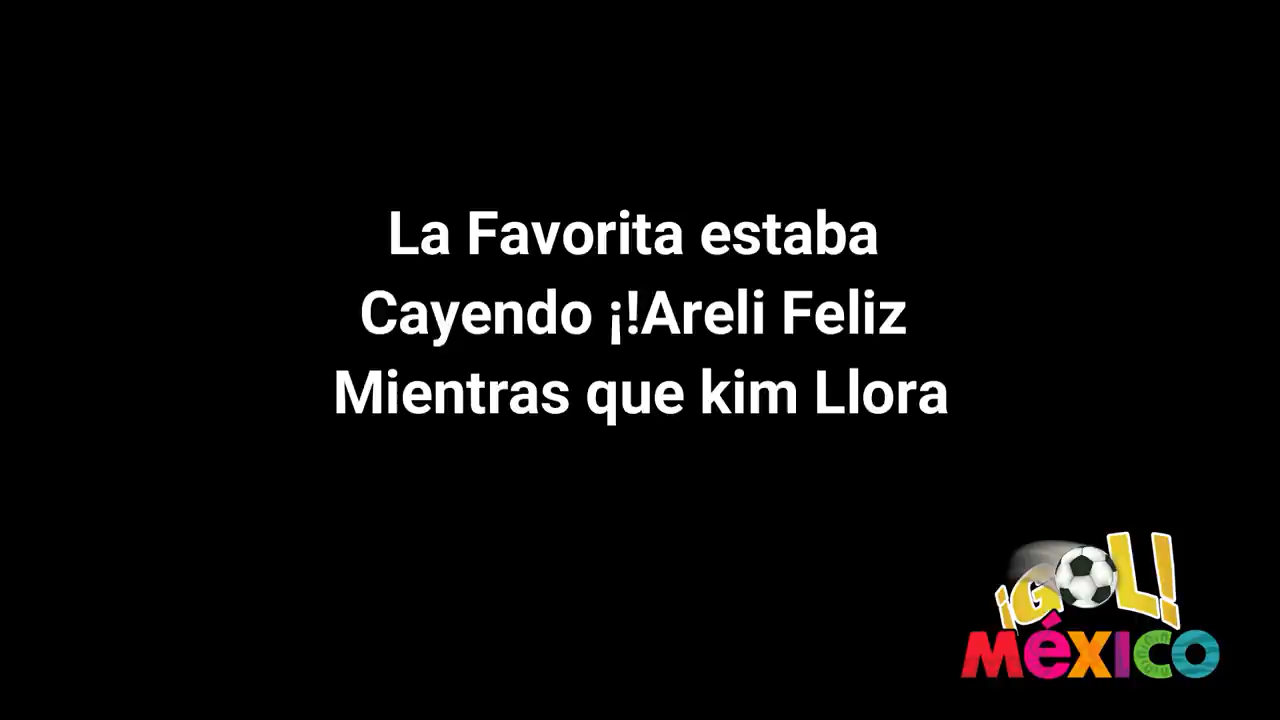 La Favorita estaba
Cayendo ¡!Areli Feliz
Mientras que kim Llora
¡GOL!
México